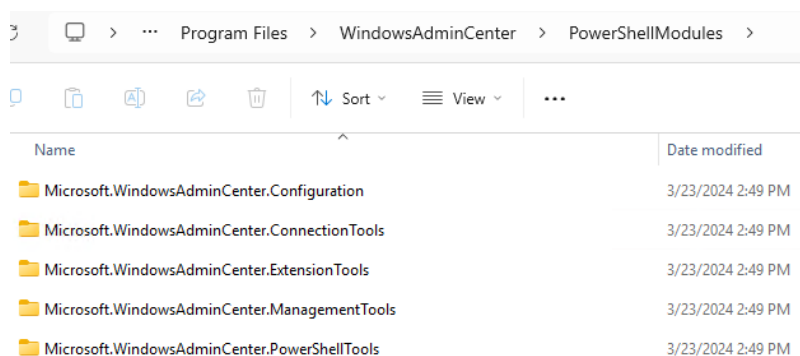 > ... Program Files > WindowsAdminCenter > PowerShellModules >
Sort View ...
Name Date modified
Microsoft.WindowsAdminCenter.Configuration 3/23/2024 2:49 PM
Microsoft.WindowsAdminCenter.ConnectionTools 3/23/2024 2:49 PM
Microsoft.WindowsAdminCenter.ExtensionTools 3/23/2024 2:49 PM
Microsoft.WindowsAdminCenter.ManagementTools 3/23/2024 2:49 PM
Microsoft.WindowsAdminCenter.PowerShellTools 3/23/2024 2:49 PM